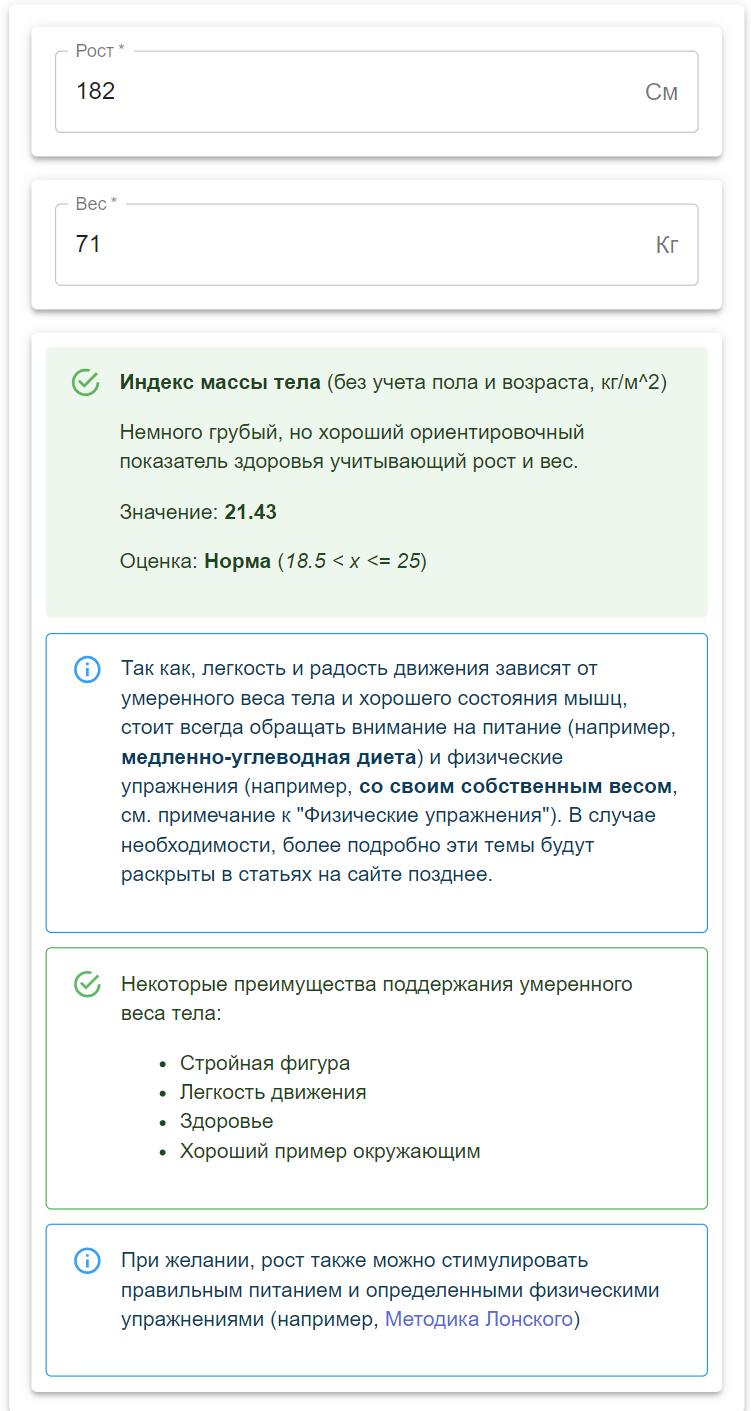 Рост *
182 См
Вес *
71 Кг
Индекс массы тела (без учета пола и возраста, кг/м^2)
Немного грубый, но хороший ориентировочный
показатель здоровья учитывающий рост и вес.
Значение: 21.43
Оценка: Норма (18.5 < x <= 25)
Так как, легкость и радость движения зависят от
умеренного веса тела и хорошего состояния мышц,
стоит всегда обращать внимание на питание (например,
медленно-углеводная диета) и физические
упражнения (например, со своим собственным весом,
см. примечание к "Физические упражнения"). В случае
необходимости, более подробно эти темы будут
раскрыты в статьях на сайте позднее.
Некоторые преимущества поддержания умеренного
веса тела:
• Стройная фигура
• Легкость движения
• Здоровье
• Хороший пример окружающим
При желании, рост также можно стимулировать
правильным питанием и определенными физическими
упражнениями (например, Методика Лонского)